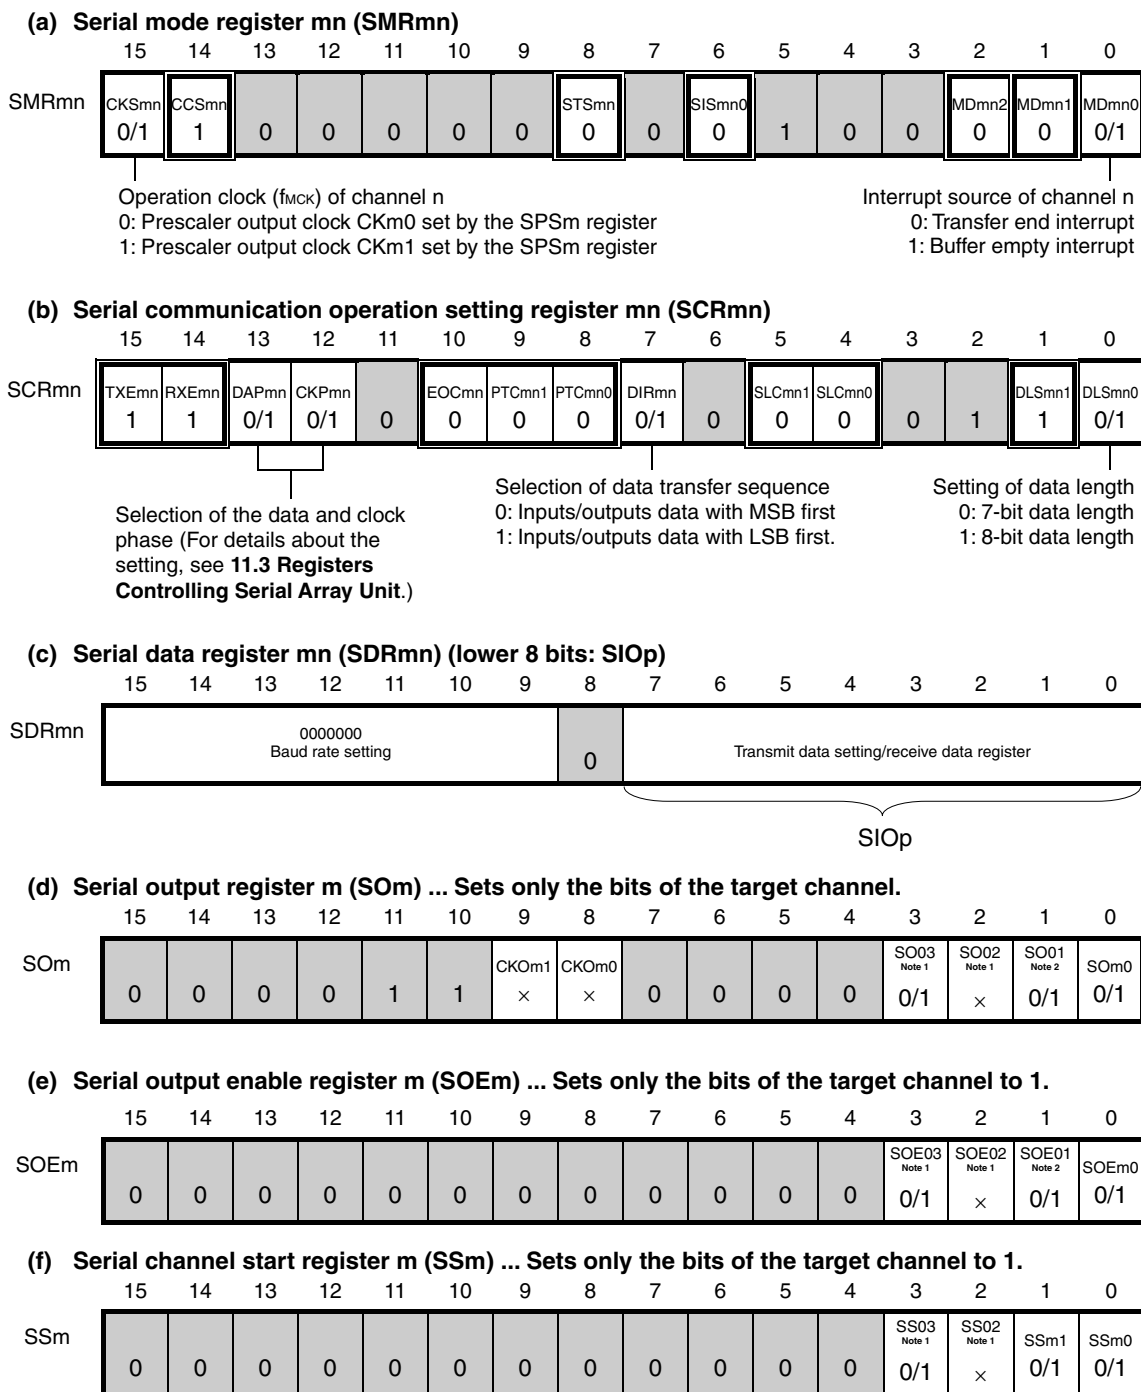 (a) Serial mode register mn (SMRmn)
15 14 13 12 11 10 9 8 7 6 5 4 3 2 1 0
SMRmn CKSmn CCSmn STSmn SISmn0 MDmn2 MDmn1 MDmn0
0/1 1 0 0 0 0 0 0 0 0 1 0 0 0 0 0/1
Operation clock (fMCK) of channel n
0: Prescaler output clock CKm0 set by the SPSm register
1: Prescaler output clock CKm1 set by the SPSm register
Interrupt source of channel n
0: Transfer end interrupt
1: Buffer empty interrupt
(b) Serial communication operation setting register mn (SCRmn)
15 14 13 12 11 10 9 8 7 6 5 4 3 2 1 0
SCRmn TXEmn RXEmn DAPmn CKPmn EOCmn PTCmn1 PTCmn0 DIRmn SLCmn1 SLCmn0 DLSmn1 DLSmn0
1 1 0/1 0/1 0 0 0 0 0/1 0 0 0 0 1 1 0/1
Selection of the data and clock
phase (For details about the
setting, see 11.3 Registers
Controlling Serial Array Unit.)
Selection of data transfer sequence
0: Inputs/outputs data with MSB first
1: Inputs/outputs data with LSB first.
Setting of data length
0: 7-bit data length
1: 8-bit data length
(c) Serial data register mn (SDRmn) (lower 8 bits: SIOp)
15 14 13 12 11 10 9 8 7 6 5 4 3 2 1 0
SDRmn
0000000
Baud rate setting
0
Transmit data setting/receive data register
SIOp
(d) Serial output register m (SOm) ... Sets only the bits of the target channel.
15 14 13 12 11 10 9 8 7 6 5 4 3 2 1 0
SOm CKOm1 CKOm0 SO03 SO02 SO01 SOm0
Note 1 Note 1 Note 2
0 0 0 0 1 1 × × 0 0 0 0 0/1 × 0/1 0/1
(e) Serial output enable register m (SOEm) ... Sets only the bits of the target channel to 1.
15 14 13 12 11 10 9 8 7 6 5 4 3 2 1 0
SOEm SOE03 SOE02 SOE01 SOEm0
Note 1 Note 1 Note 2
0 0 0 0 0 0 0 0 0 0 0 0 0/1 × 0/1 0/1
(f) Serial channel start register m (SSm) ... Sets only the bits of the target channel to 1.
15 14 13 12 11 10 9 8 7 6 5 4 3 2 1 0
SSm SS03 SS02 SSm1 SSm0
Note 1 Note 1
0 0 0 0 0 0 0 0 0 0 0 0 0/1 × 0/1 0/1